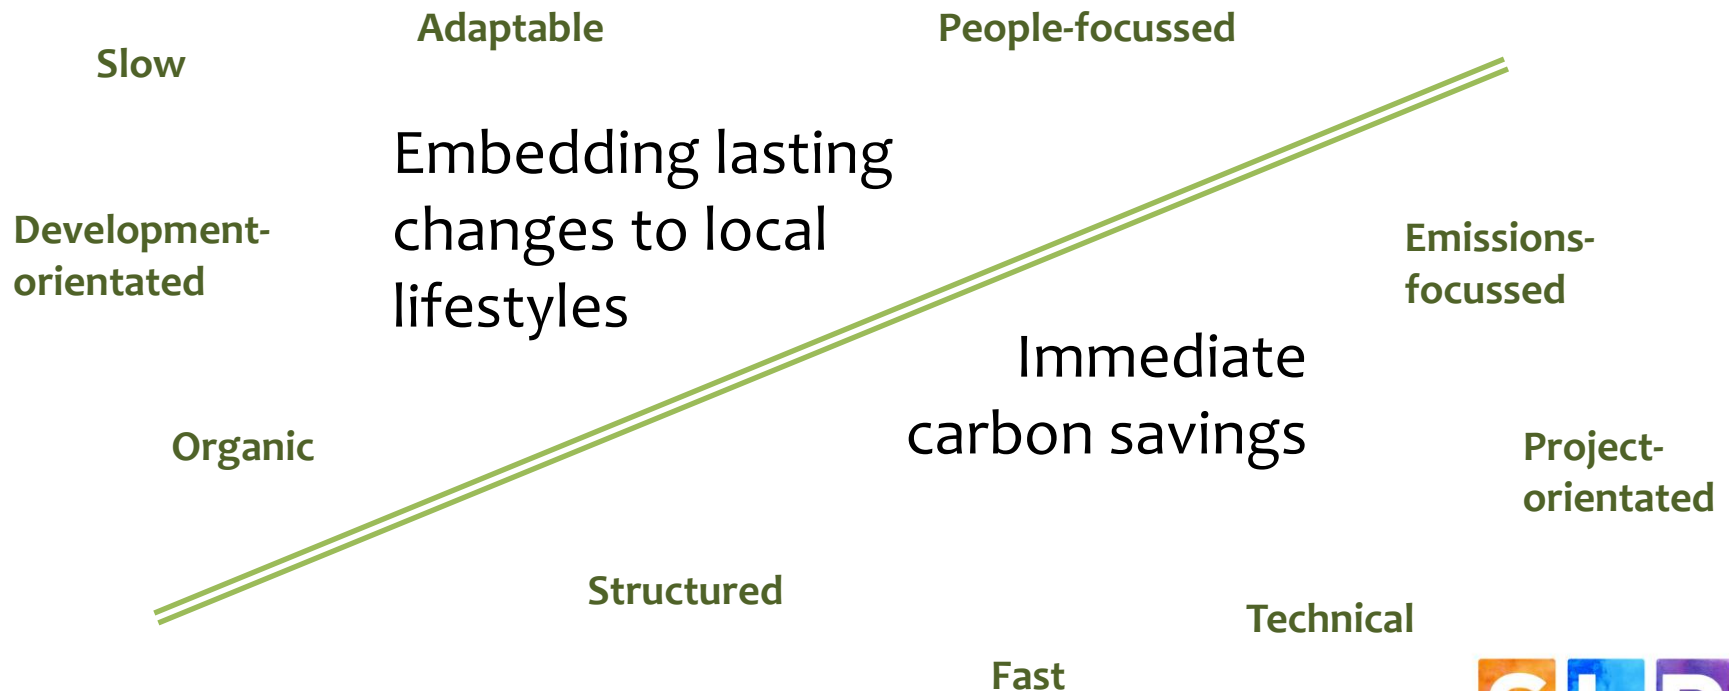 Slow
Adaptable
People-focussed
Embedding lasting
changes to local
lifestyles
Development-
orientated
Organic
Emissions-
focussed
Immediate
carbon savings
Project-
orientated
Structured
Technical
Fast